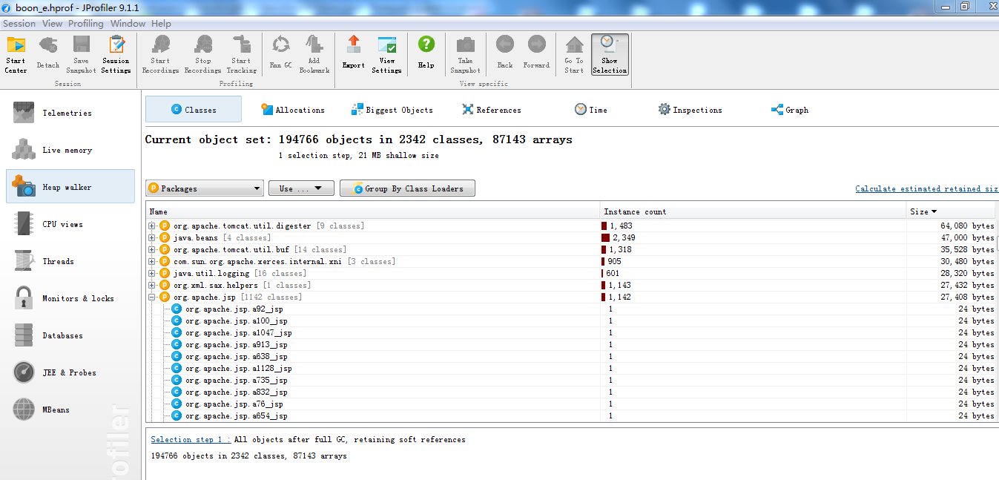 boon_e.hprof - JProfiler 9.1.1
Session View Profiling Window Help
Start Center
Detach
Save Snapshot
Session Settings
Start Recordings
Stop Recordings
Start Tracking
Run GC
Add Bookmark
Export
View Settings
Help
Take Snapshot
Back
Forward
Go To Start
Show Selection
Session
Profiling
View specific
Telemetries
Live memory
Heap walker
CPU views
Threads
Monitors & locks
Databases
JEE & Probes
MBeans
rofiler
Classes
Allocations
Biggest Objects
References
Time
Inspections
Graph
Current object set: 194766 objects in 2342 classes, 87143 arrays
1 selection step, 21 MB shallow size
Packages
Use ...
Group By Class Loaders
Calculate estimated retained siz
Name Instance count Size
org.apache.tomcat.util.digester [9 classes] 1,483 64,080 bytes
java.beans [4 classes] 2,349 47,000 bytes
org.apache.tomcat.util.buf [14 classes] 1,318 35,528 bytes
com.sun.org.apache.xerces.internal.xni [3 classes] 905 30,480 bytes
java.util.logging [16 classes] 601 28,320 bytes
org.xml.sax.helpers [1 classes] 1,143 27,432 bytes
org.apache.jsp [1142 classes] 1,142 27,408 bytes
org.apache.jsp.a92_jsp 1 24 bytes
org.apache.jsp.a100_jsp 1 24 bytes
org.apache.jsp.a1047_jsp 1 24 bytes
org.apache.jsp.a913_jsp 1 24 bytes
org.apache.jsp.a638_jsp 1 24 bytes
org.apache.jsp.a1128_jsp 1 24 bytes
org.apache.jsp.a735_jsp 1 24 bytes
org.apache.jsp.a832_jsp 1 24 bytes
org.apache.jsp.a76_jsp 1 24 bytes
org.apache.jsp.a654_jsp 1 24 bytes
Selection step 1 : All objects after full GC, retaining soft references
194766 objects in 2342 classes, 87143 arrays